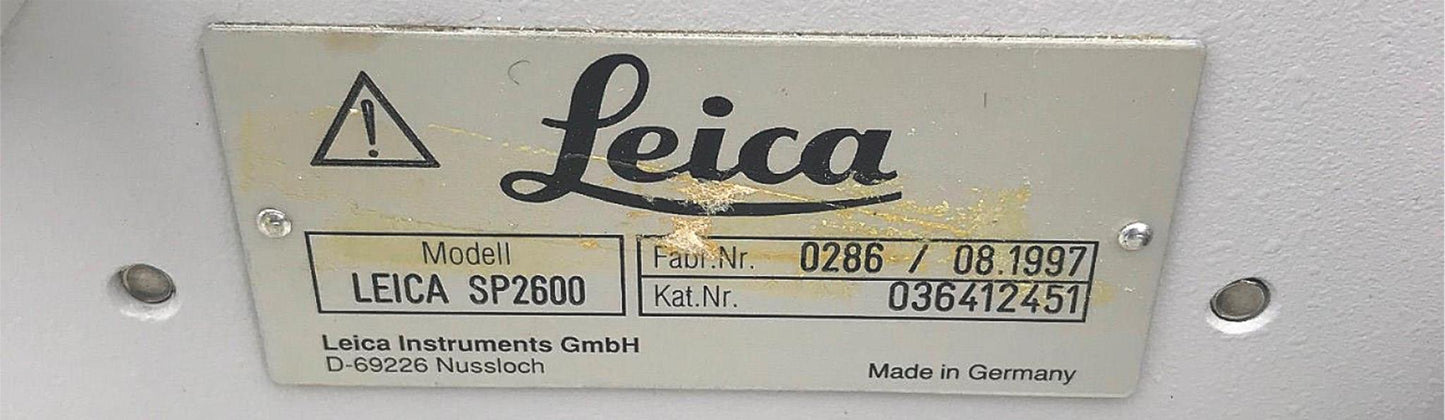 Leica
Modell
LEICA SP2600
Fabr.Nr. 0286 / 08.1997
Kat.Nr. 036412451
Leica Instruments GmbH
D-69226 Nussloch
Made in Germany